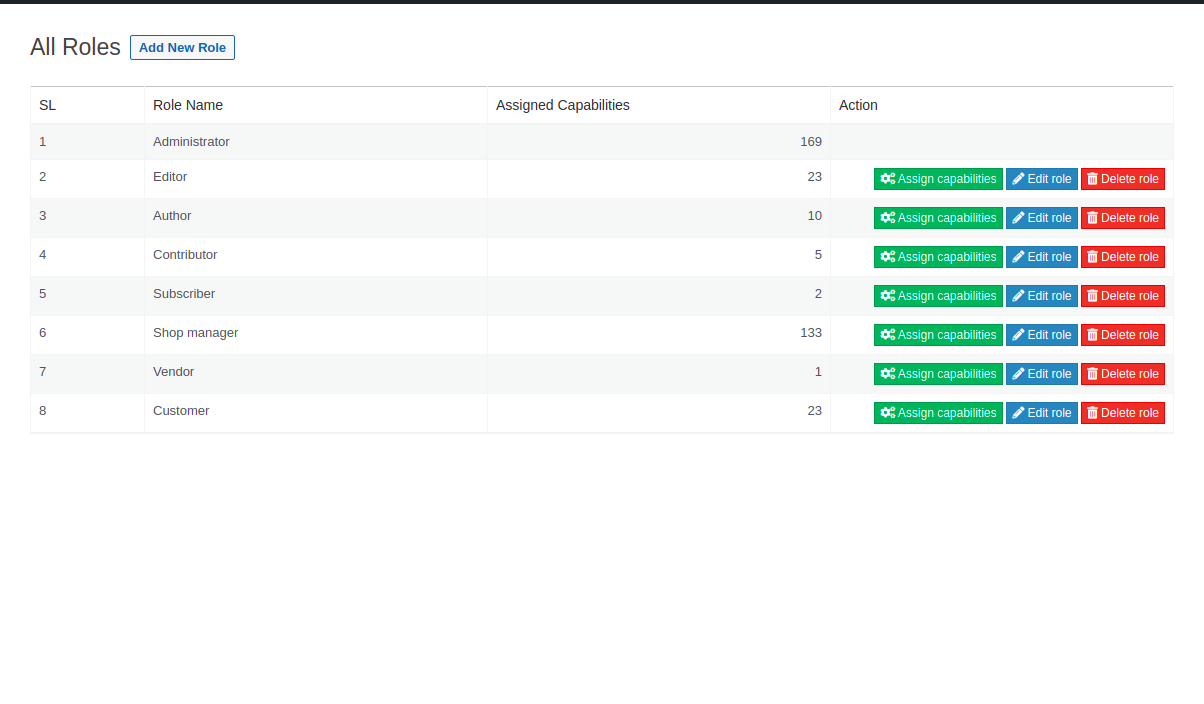 All Roles Add New Role
SL Role Name Assigned Capabilities Action
1 Administrator 169
2 Editor 23 Assign capabilities Edit role Delete role
3 Author 10 Assign capabilities Edit role Delete role
4 Contributor 5 Assign capabilities Edit role Delete role
5 Subscriber 2 Assign capabilities Edit role Delete role
6 Shop manager 133 Assign capabilities Edit role Delete role
7 Vendor 1 Assign capabilities Edit role Delete role
8 Customer 23 Assign capabilities Edit role Delete role